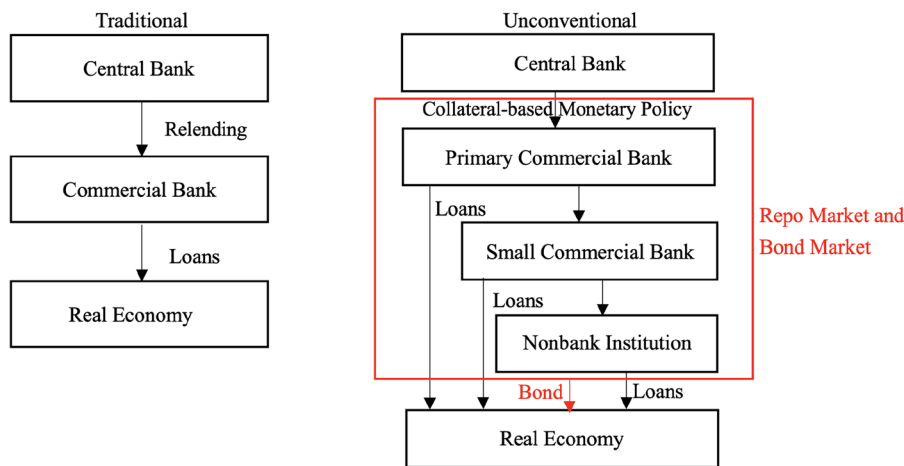 Traditional
Central Bank
Relending
Commercial Bank
Loans
Real Economy
Unconventional
Central Bank
Collateral-based Monetary Policy
Primary Commercial Bank
Loans
Small Commercial Bank
Loans
Nonbank Institution
Repo Market and
Bond Market
Bond
Loans
Real Economy